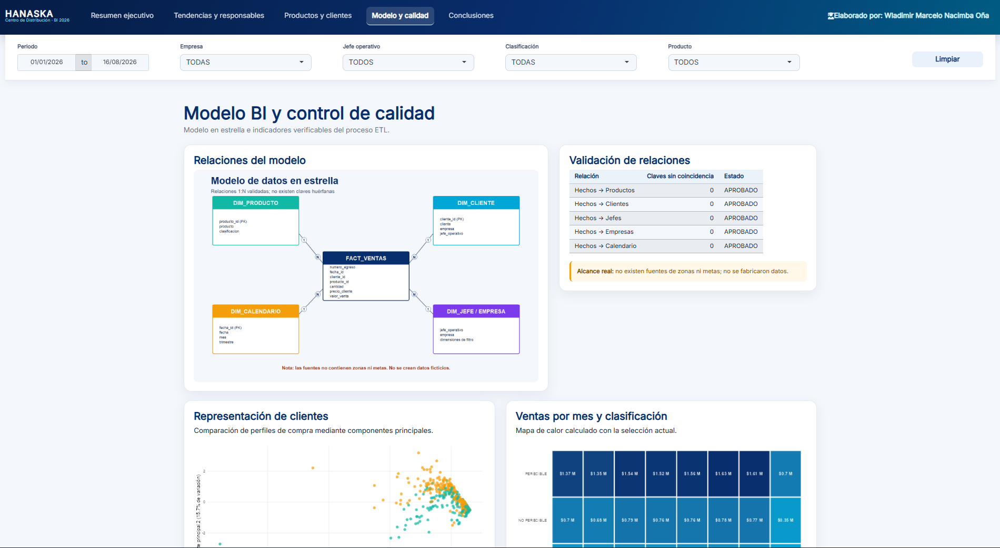 HANASKA
Centro de Distribución - BI 2026
Resumen ejecutivo
Tendencias y responsables
Productos y clientes
Modelo y calidad
Conclusiones
Elaborado por: Wladimir Marcelo Nacimba Oña
Periodo
01/01/2026 to 16/08/2026
Empresa
TODAS
Jefe operativo
TODOS
Clasificación
TODAS
Producto
TODOS
Limpiar
Modelo BI y control de calidad
Modelo en estrella e indicadores verificables del proceso ETL.
Relaciones del modelo
Modelo de datos en estrella
Relaciones 1:N validadas; no existen claves huérfanas
DIM_PRODUCTO
producto_id (PK)
producto
clasificacion
DIM_CLIENTE
cliente_id (PK)
cliente
empresa
jefe_operativo
1
1
N
N
FACT_VENTAS
numero_egreso
fecha_id
cliente_id
producto_id
cantidad
precio_cliente
valor_venta
N
N
1
1
DIM_CALENDARIO
fecha_id (PK)
fecha
mes
trimestre
DIM_JEFE / EMPRESA
jefe_operativo
empresa
dimensiones de filtro
Nota: las fuentes no contienen zonas ni metas. No se crean datos ficticios.
Validación de relaciones
Relación Claves sin coincidencia Estado
Hechos → Productos 0 APROBADO
Hechos → Clientes 0 APROBADO
Hechos → Jefes 0 APROBADO
Hechos → Empresas 0 APROBADO
Hechos → Calendario 0 APROBADO
Alcance real: no existen fuentes de zonas ni metas; no se fabricaron datos.
Representación de clientes
Comparación de perfiles de compra mediante componentes principales.
2
0
-2
te principal 2 (15.7% de variación)
Ventas por mes y clasificación
Mapa de calor calculado con la selección actual.
PERECIBLE $1.37 M $1.35 M $1.54 M $1.52 M $1.56 M $1.63 M $1.61 M $0.7 M
NO PERECIBLE $0.7 M $0.68 M $0.79 M $0.76 M $0.76 M $0.78 M $0.77 M $0.35 M